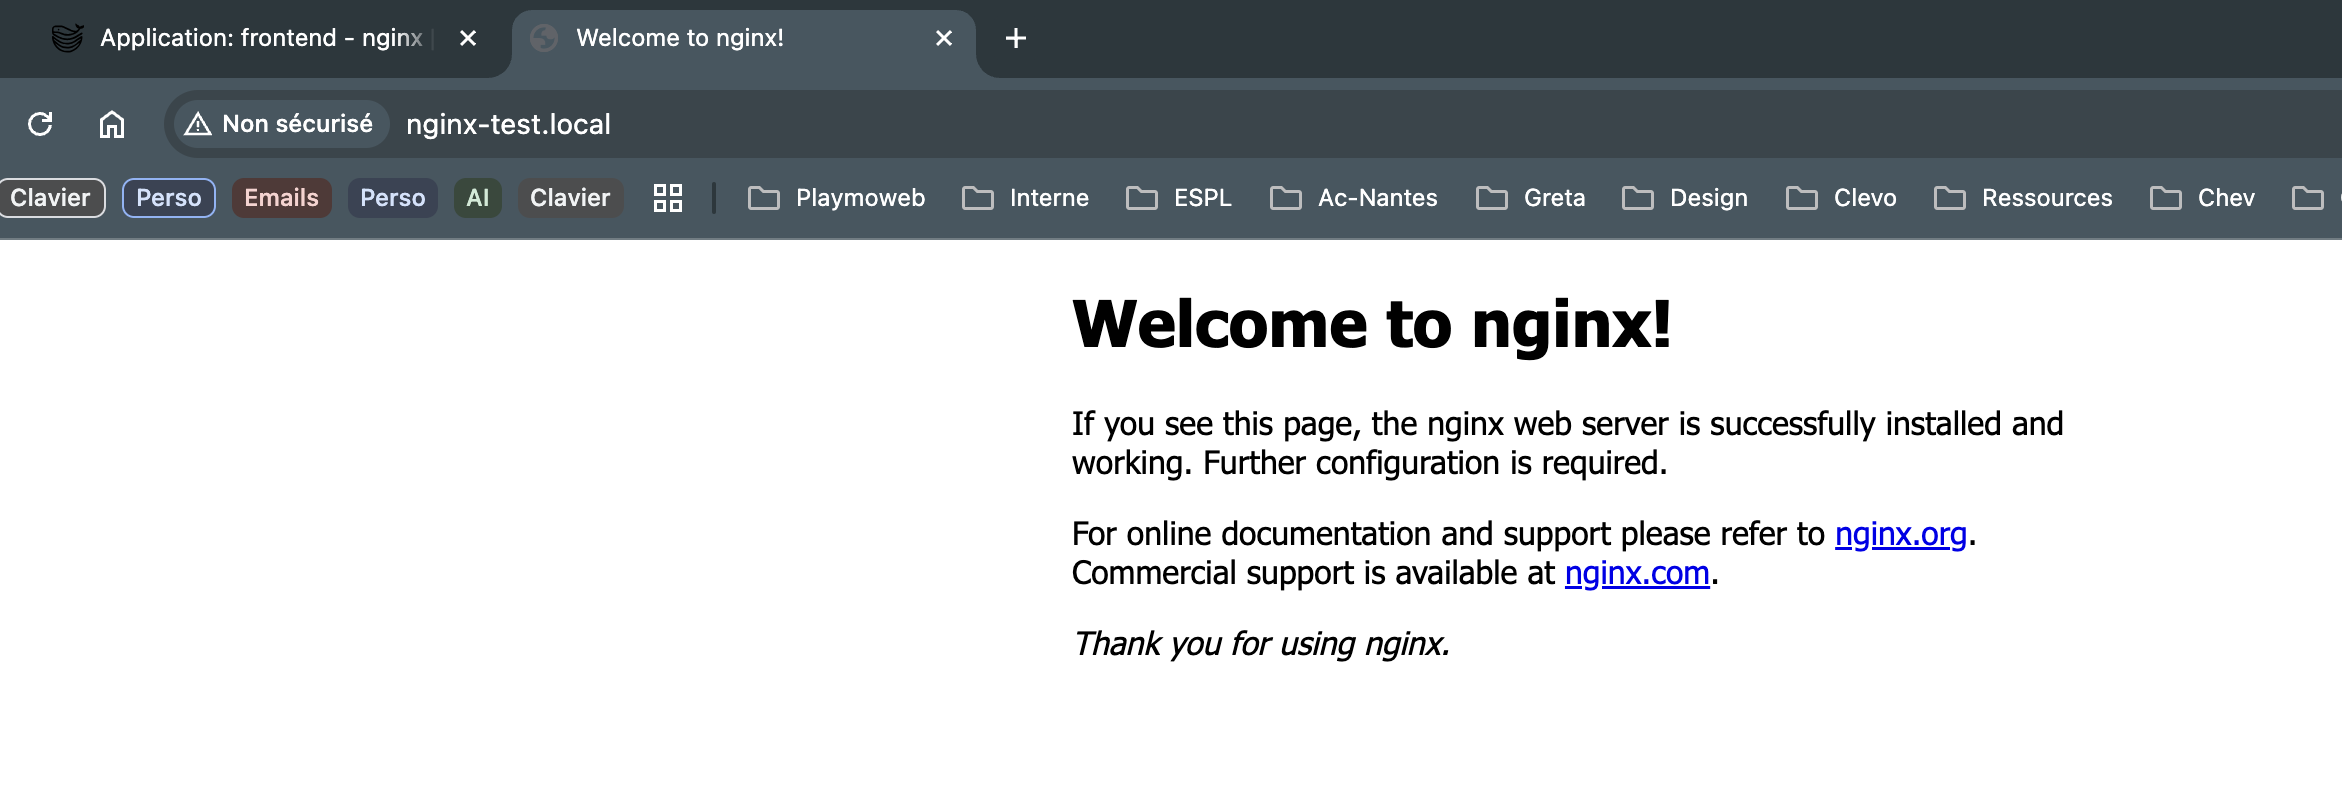 Application: frontend - nginx
Welcome to nginx!
Non sécurisé
nginx-test.local
Clavier
Perso
Emails
Perso
AI
Clavier
Playmoweb
Interne
ESPL
Ac-Nantes
Greta
Design
Clevo
Ressources
Chev
Welcome to nginx!
If you see this page, the nginx web server is successfully installed and
working. Further configuration is required.
For online documentation and support please refer to nginx.org.
Commercial support is available at nginx.com.
Thank you for using nginx.